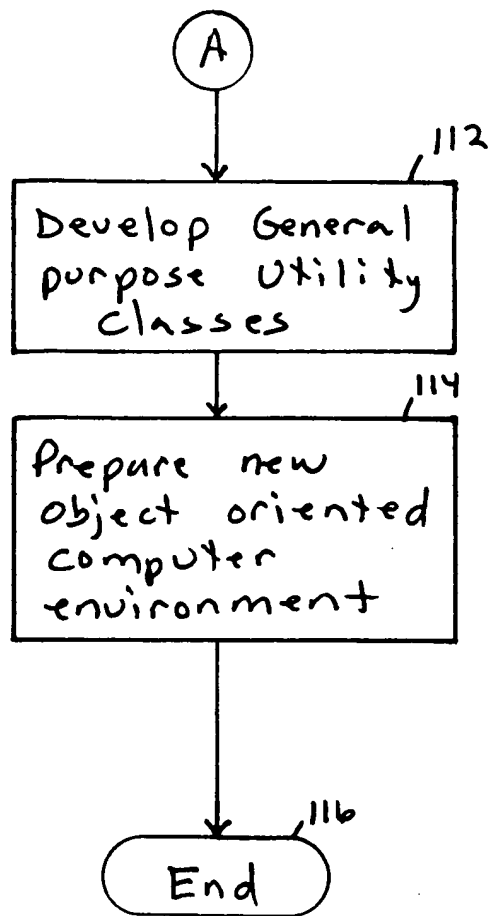 A
112
Develop General
purpose Utility
classes
114
Prepare new
object oriented
computer
environment
116
End